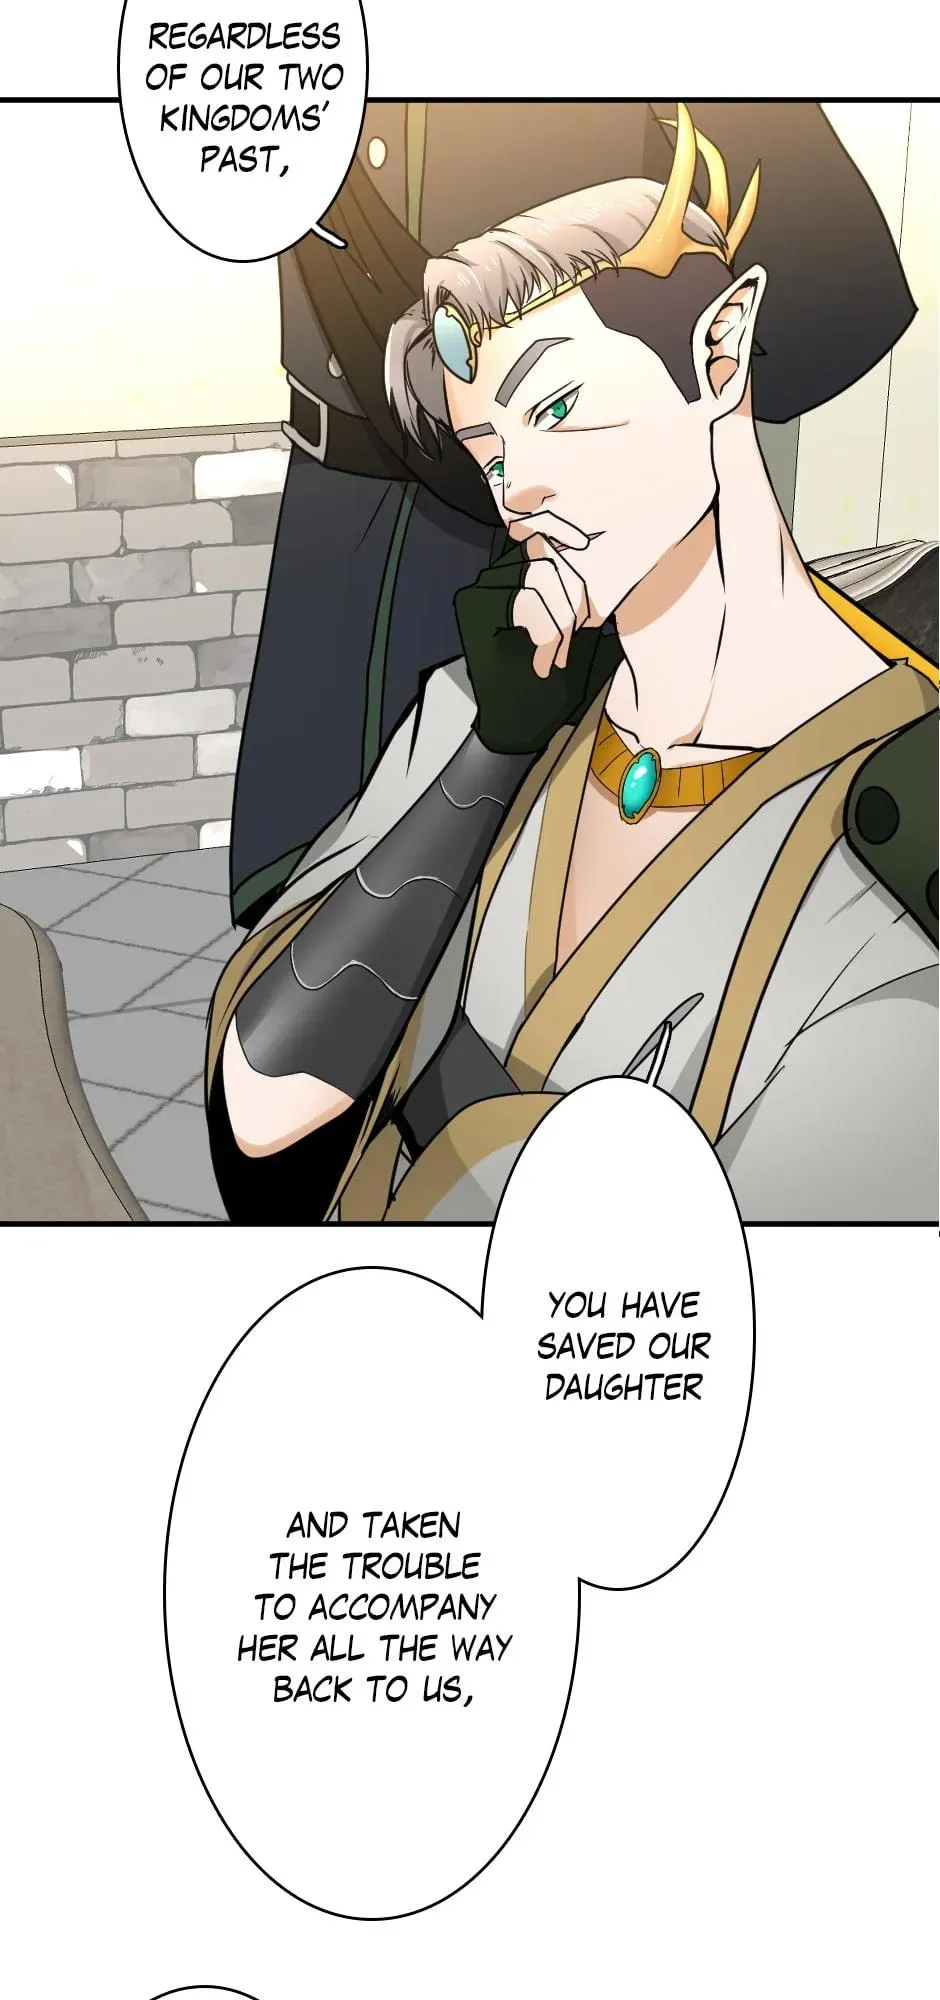 REGARDLESS
OF OUR TWO
KINGDOMS'
PAST,
YOU HAVE
SAVED OUR
DAUGHTER
AND TAKEN
THE TROUBLE
TO ACCOMPANY
HER ALL THE WAY
BACK TO US,